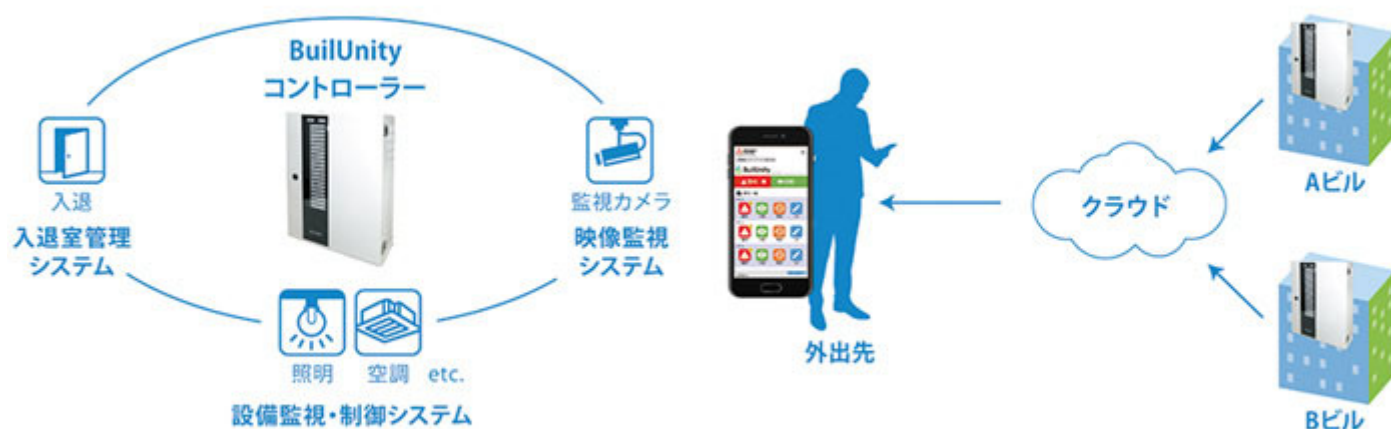 BuilUnity
コントローラー
入退
入退室管理
システム
監視カメラ
映像監視
システム
照明 空調 etc.
設備監視・制御システム
BuilUnity
外出先
クラウド
Aビル
Bビル